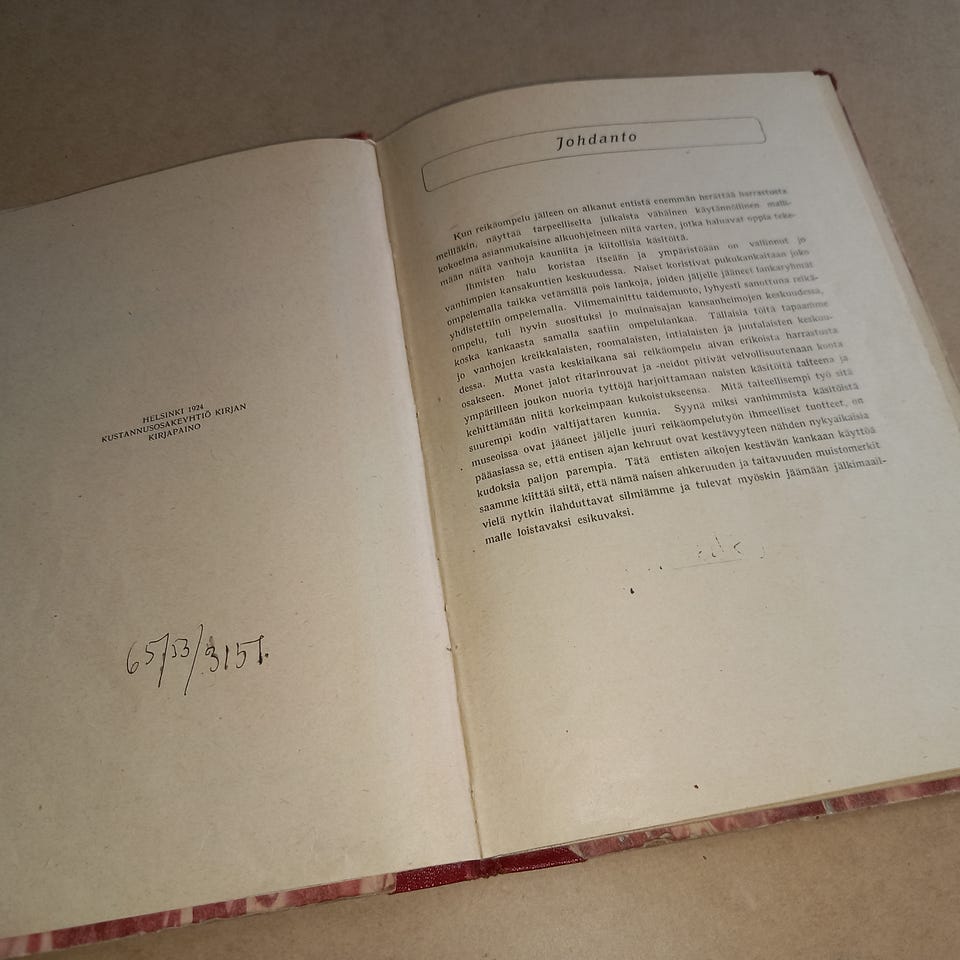 HELSINKI 1924
KUSTANNUSOSAKEYHTIÖ KIRJAN
KIRJAPAINO
65/53/3151.
Johdanto
Kun reikäompelu jälleen on alkanut entistä enemmän herättää harrastusta
meilläkin, näyttää tarpeelliselta julkaista vähäinen käytännöllinen malli-
kokoelma asianmukaisine alkuohjeineen niitä varten, jotka haluavat oppia teke-
mään näitä vanhoja kauniita ja kiitollisia käsitöitä.
Ihmisten halu koristaa itseään ja ympäristöään on vallinnut jo
vanhimpien kansakuntien keskuudessa. Naiset koristivat pukukankaitaan joko
ompelemalla taikka vetämällä pois lankoja, joiden jäljelle jääneet lankaryhmät
yhdistettiin ompelemalla. Viimemainittu taidemuoto, lyhyesti sanottuna reikä-
ompelu, tuli hyvin suosituksi jo muinaisajan kansanheimojen keskuudessa,
koska kankaasta samalla saatiin ompelulankaa. Tällaisia töitä tapaamme
jo vanhojen kreikkalaisten, roomalaisten, intialaisten ja juutalaisten keskuu-
dessa. Mutta vasta keskiaikana sai reikäompelu aivan erikoista harrastusta
osakseen. Monet jalot ritarinrouvat ja -neidot pitivät velvollisuutenaan koota
ympärilleen joukon nuoria tyttöjä harjoittamaan naisten käsitöitä taiteena ja
kehittämään niitä korkeimpaan kukoistukseensa. Mitä taiteellisempi työ sitä
suurempi kodin valtijattaren kunnia. Syynä miksi vanhimmista käsitöistä
museoissa ovat jääneet jäljelle juuri reikäompelutyön ihmeelliset tuotteet, on
pääasiassa se, että entisen ajan kehruut ovat kestävyyteen nähden nykyaikaisia
kudoksia paljon parempia. Tätä entisten aikojen kestävän kankaan käyttöä
saamme kiittää siitä, että nämä naisen ahkeruuden ja taitavuuden muistomerkit
vielä nytkin ilahduttavat silmiämme ja tulevat myöskin jäämään jälkimaail-
malle loistavaksi esikuvaksi.